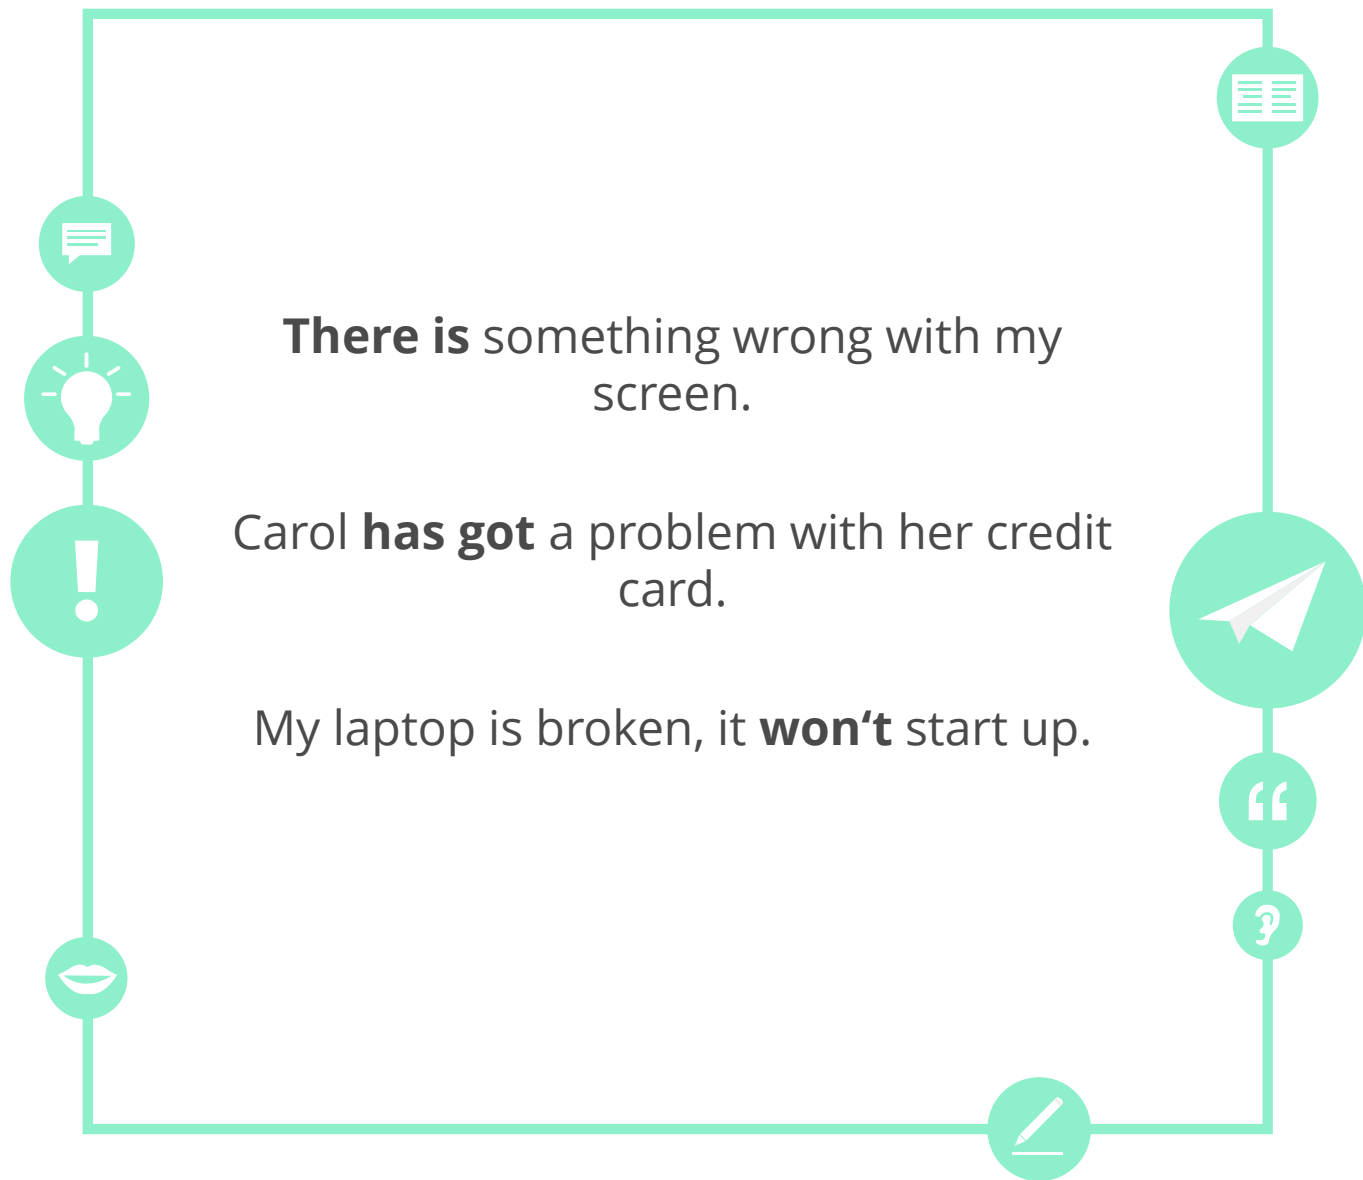 There is something wrong with my
screen.
Carol has got a problem with her credit
card.
My laptop is broken, it won‘t start up.